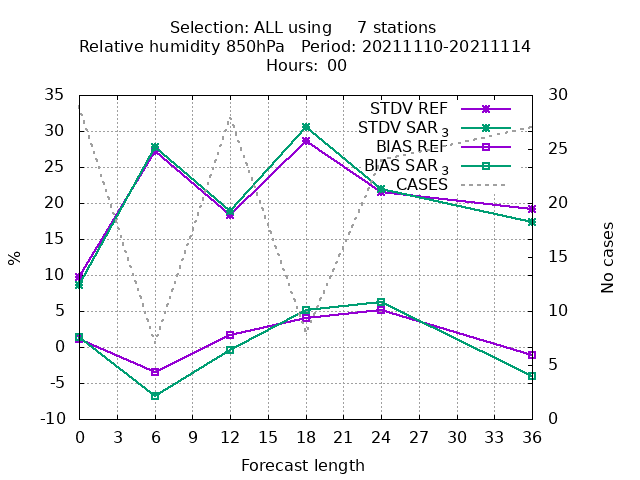 Selection: ALL using 7 stations
Relative humidity 850hPa Period: 20211110-20211114
Hours: 00
STDV REF
STDV SAR 3
BIAS REF
BIAS SAR 3
CASES
35
30
25
20
15
10
5
0
-5
-10
30
25
20
15
10
5
0
%
No cases
0 3 6 9 12 15 18 21 24 27 30 33 36
Forecast length